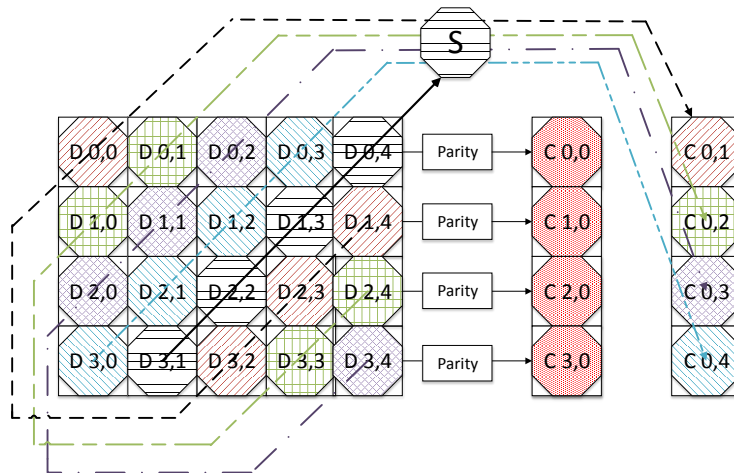 S
D 0,0 D 0,1 D 0,2 D 0,3 D 0,4 Parity C 0,0 C 0,1
D 1,0 D 1,1 D 1,2 D 1,3 D 1,4 Parity C 1,0 C 0,2
D 2,0 D 2,1 D 2,2 D 2,3 D 2,4 Parity C 2,0 C 0,3
D 3,0 D 3,1 D 3,2 D 3,3 D 3,4 Parity C 3,0 C 0,4